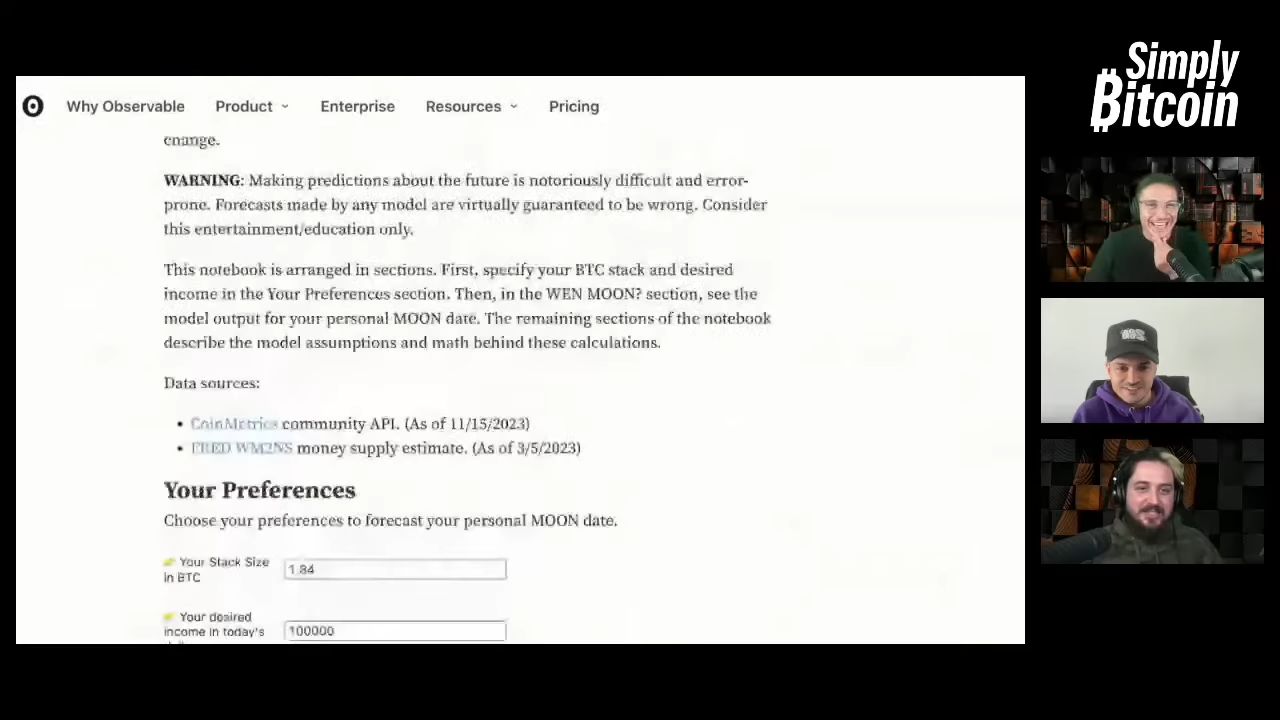 Simply
Bitcoin
Why Observable Product Enterprise Resources Pricing
change.
WARNING: Making predictions about the future is notoriously difficult and error-
prone. Forecasts made by any model are virtually guaranteed to be wrong. Consider
this entertainment/education only.
This notebook is arranged in sections. First, specify your BTC stack and desired
income in the Your Preferences section. Then, in the WEN MOON? section, see the
model output for your personal MOON date. The remaining sections of the notebook
describe the model assumptions and math behind these calculations.
Data sources:
• CoinMetrics community API. (As of 11/15/2023)
• FRED WM2NS money supply estimate. (As of 3/5/2023)
Your Preferences
Choose your preferences to forecast your personal MOON date.
Your Stack Size
in BTC
1.84
Your desired
income in today's
100000